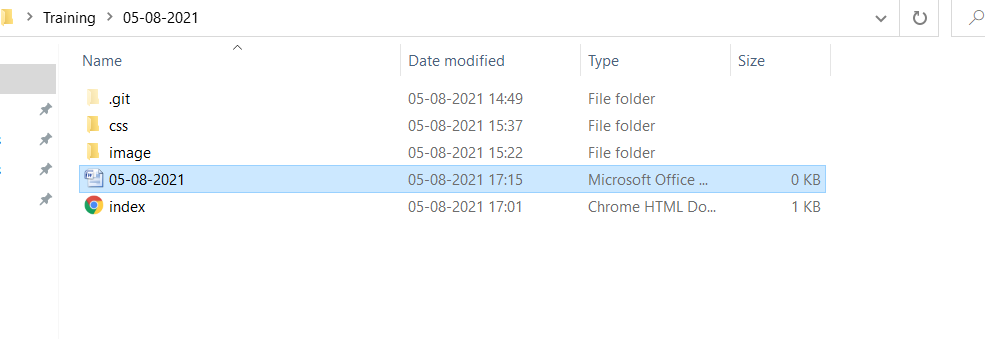 Training 05-08-2021
Name Date modified Type Size
.git 05-08-2021 14:49 File folder
css 05-08-2021 15:37 File folder
image 05-08-2021 15:22 File folder
05-08-2021 05-08-2021 17:15 Microsoft Office ... 0 KB
index 05-08-2021 17:01 Chrome HTML Do... 1 KB